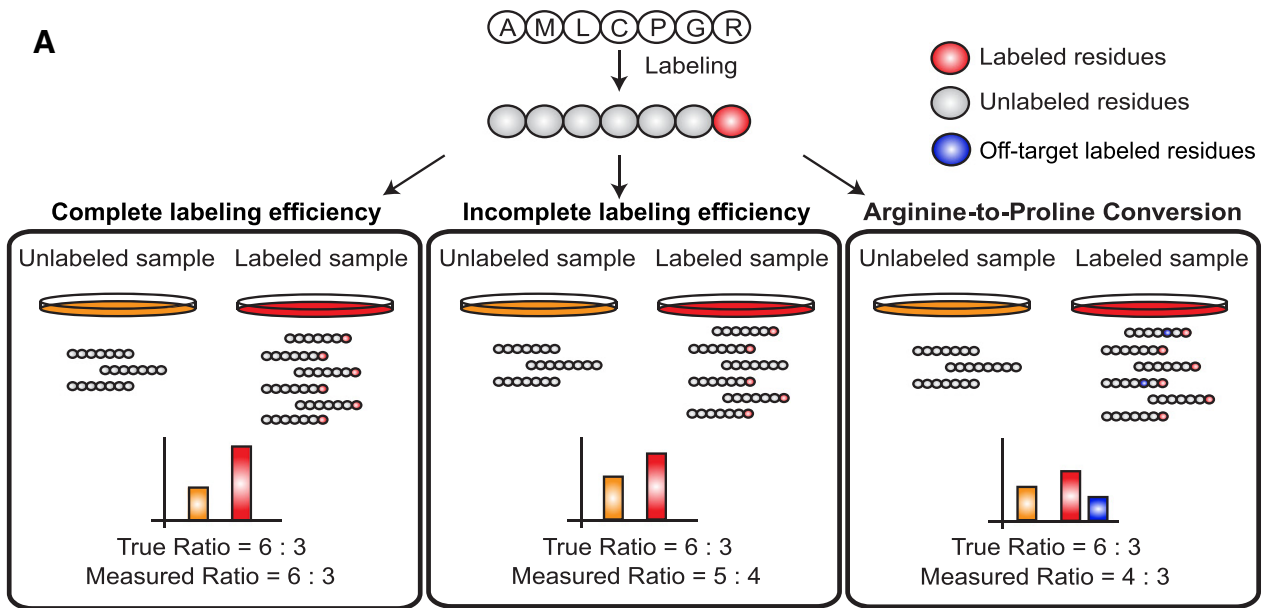 A
A M L C P G R
Labeling
Labeled residues
Unlabeled residues
Off-target labeled residues
Complete labeling efficiency
Unlabeled sample Labeled sample
True Ratio = 6 : 3
Measured Ratio = 6 : 3
Incomplete labeling efficiency
Unlabeled sample Labeled sample
True Ratio = 6 : 3
Measured Ratio = 5 : 4
Arginine-to-Proline Conversion
Unlabeled sample Labeled sample
True Ratio = 6 : 3
Measured Ratio = 4 : 3